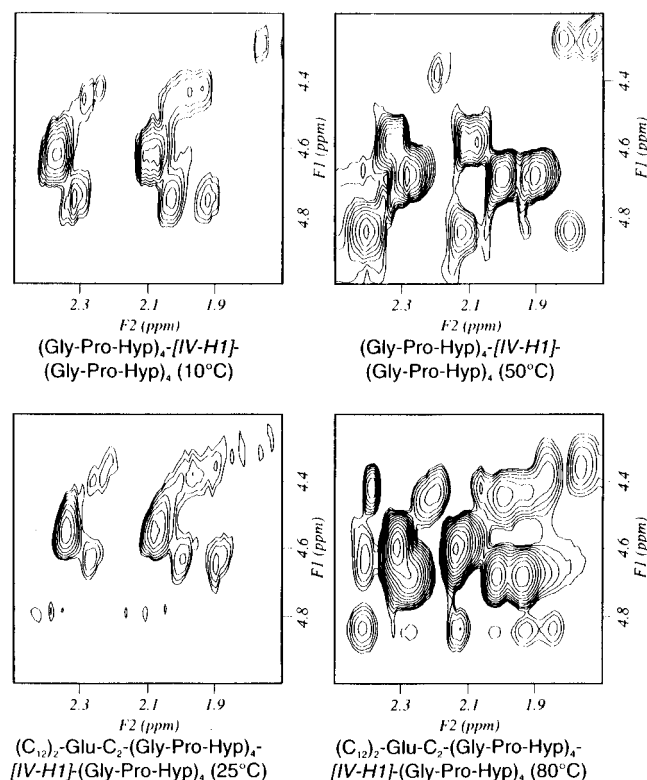 4.4
4.6
4.8
F1 (ppm)
2.3 2.1 1.9
F2 (ppm)
(Gly-Pro-Hyp)₄-[IV-H1]-
(Gly-Pro-Hyp)₄ (10°C)
4.4
4.6
4.8
F1 (ppm)
2.3 2.1 1.9
F2 (ppm)
(Gly-Pro-Hyp)₄-[IV-H1]-
(Gly-Pro-Hyp)₄ (50°C)
4.4
4.6
4.8
F1 (ppm)
2.3 2.1 1.9
F2 (ppm)
(C₁₂)₂-Glu-C₂-(Gly-Pro-Hyp)₄-
[IV-H1]-(Gly-Pro-Hyp)₄ (25°C)
4.4
4.6
4.8
F1 (ppm)
2.3 2.1 1.9
F2 (ppm)
(C₁₂)₂-Glu-C₂-(Gly-Pro-Hyp)₄-
[IV-H1]-(Gly-Pro-Hyp)₄ (80°C)